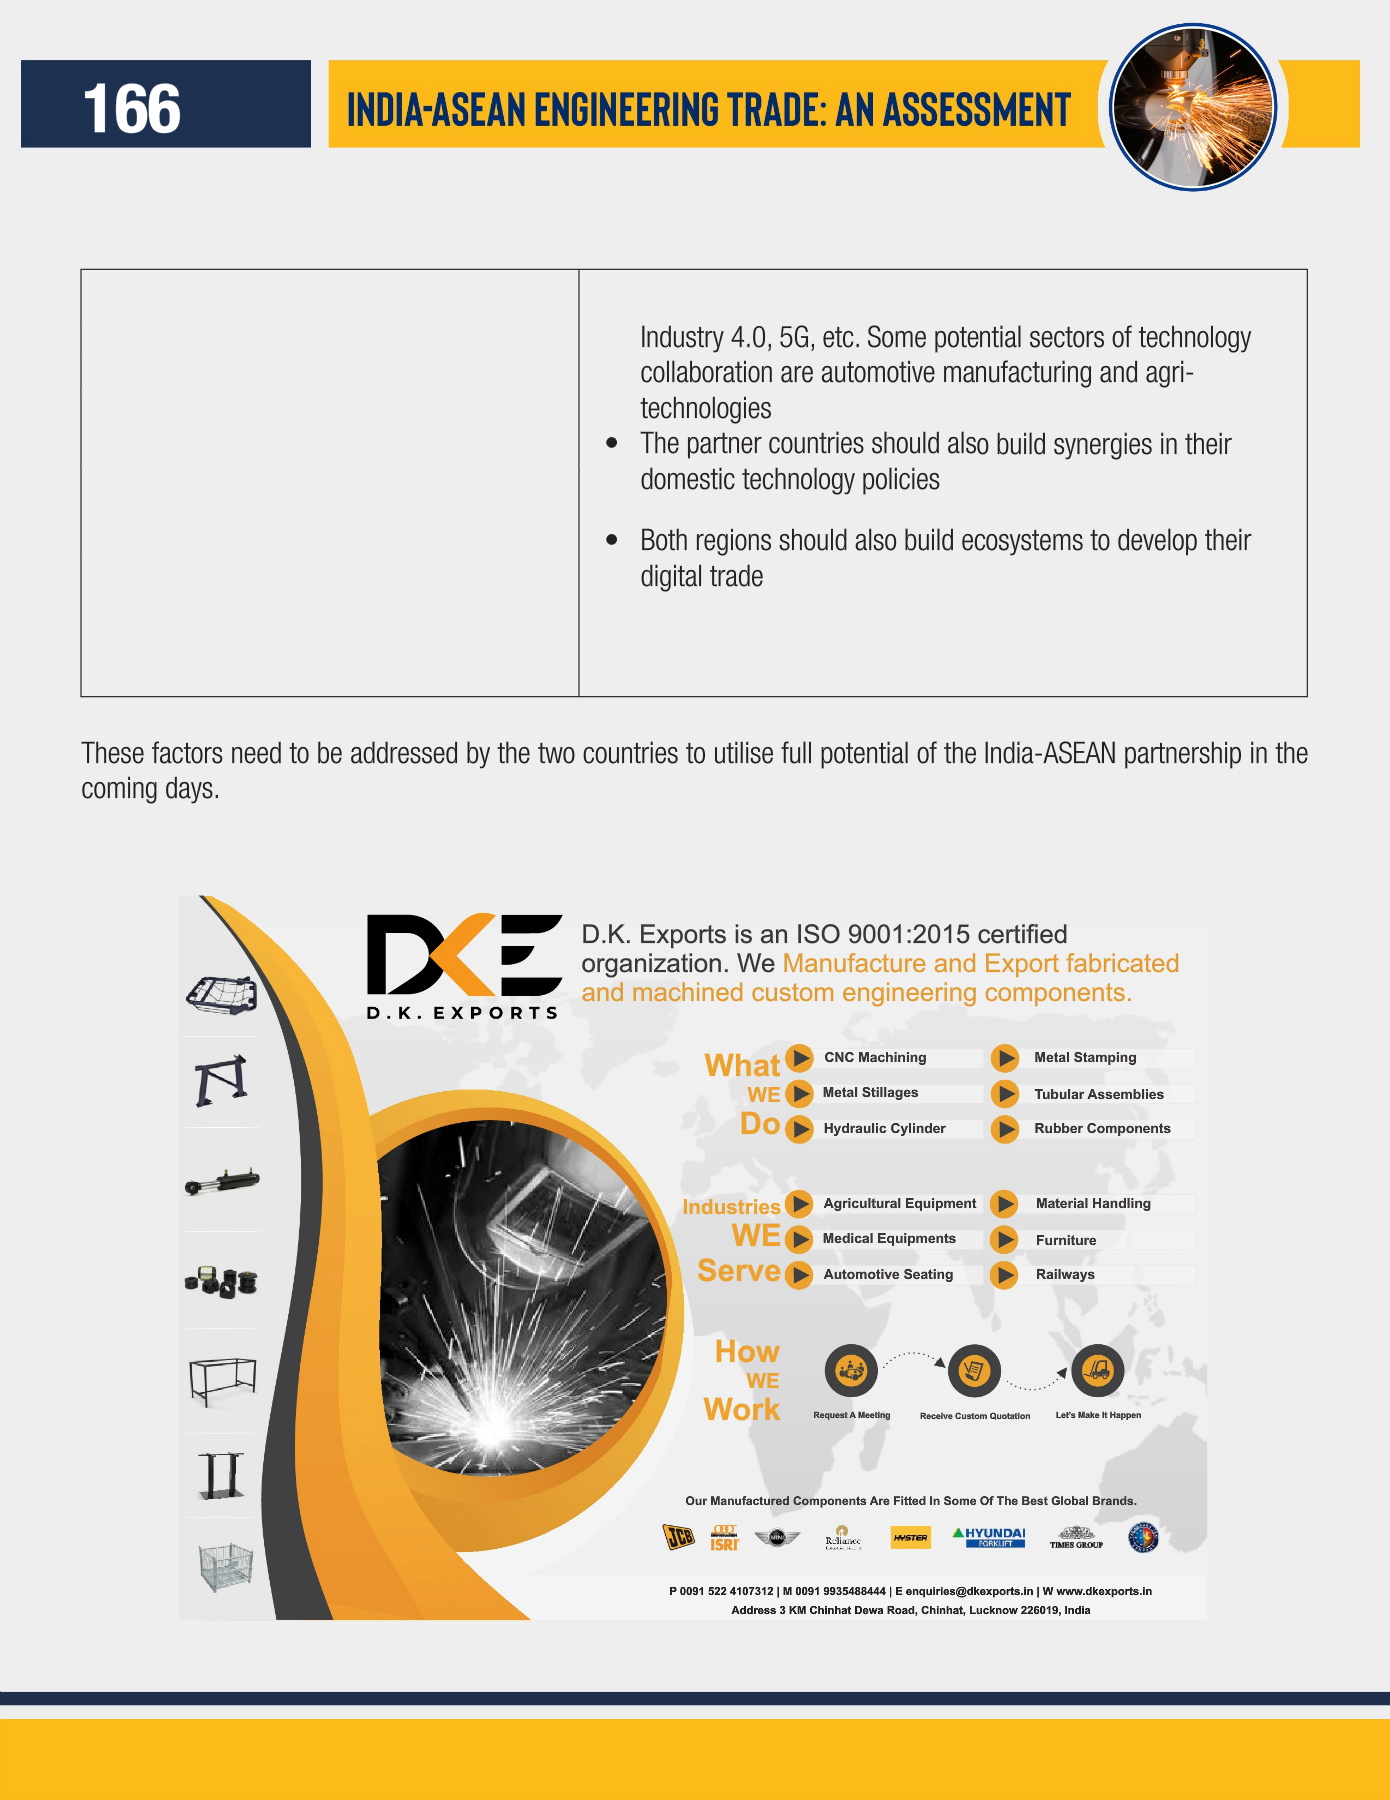 166
INDIA-ASEAN ENGINEERING TRADE: AN ASSESSMENT
Industry 4.0, 5G, etc. Some potential sectors of technology
collaboration are automotive manufacturing and agri-
technologies
• The partner countries should also build synergies in their
domestic technology policies
• Both regions should also build ecosystems to develop their
digital trade
These factors need to be addressed by the two countries to utilise full potential of the India-ASEAN partnership in the
coming days.
DKE
D.K. EXPORTS
D.K. Exports is an ISO 9001:2015 certified
organization. We Manufacture and Export fabricated
and machined custom engineering components.
What
WE
Do
CNC Machining
Metal Stamping
Metal Stillages
Tubular Assemblies
Hydraulic Cylinder
Rubber Components
Industries
WE
Serve
Agricultural Equipment
Material Handling
Medical Equipments
Furniture
Automotive Seating
Railways
How
WE
Work
Request A Meeting
Receive Custom Quotation
Let's Make It Happen
Our Manufactured Components Are Fitted In Some Of The Best Global Brands.
JCB
ISRI
MINI
Reliance
HYSTER
HYUNDAI
FORKLIFT
TIMES GROUP
P 0091 522 4107312 | M 0091 9935488444 | E enquiries@dkexports.in | W www.dkexports.in
Address 3 KM Chinhat Dewa Road, Chinhat, Lucknow 226019, India